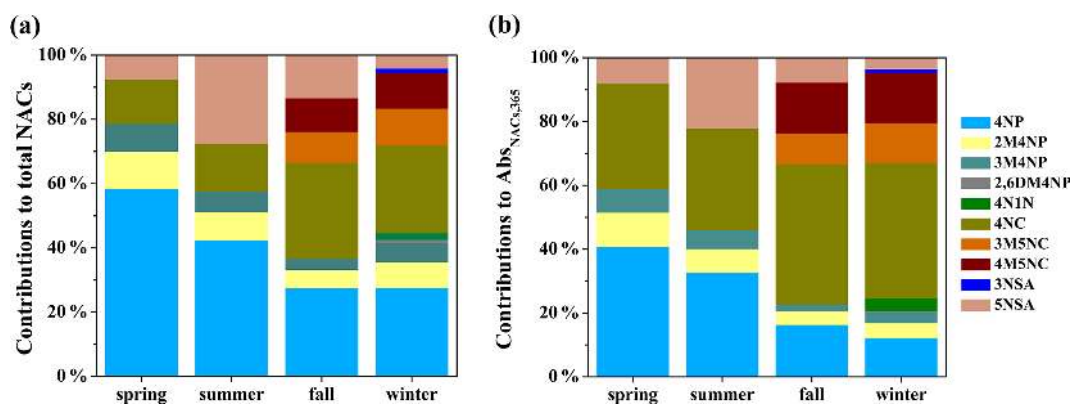 (a)
Contributions to total NACs
100 %
80 %
60 %
40 %
20 %
0 %
spring summer fall winter
(b)
Contributions to Abs_NACs,365
100 %
80 %
60 %
40 %
20 %
0 %
spring summer fall winter
4NP
2M4NP
3M4NP
2,6DM4NP
4N1N
4NC
3M5NC
4M5NC
3NSA
5NSA